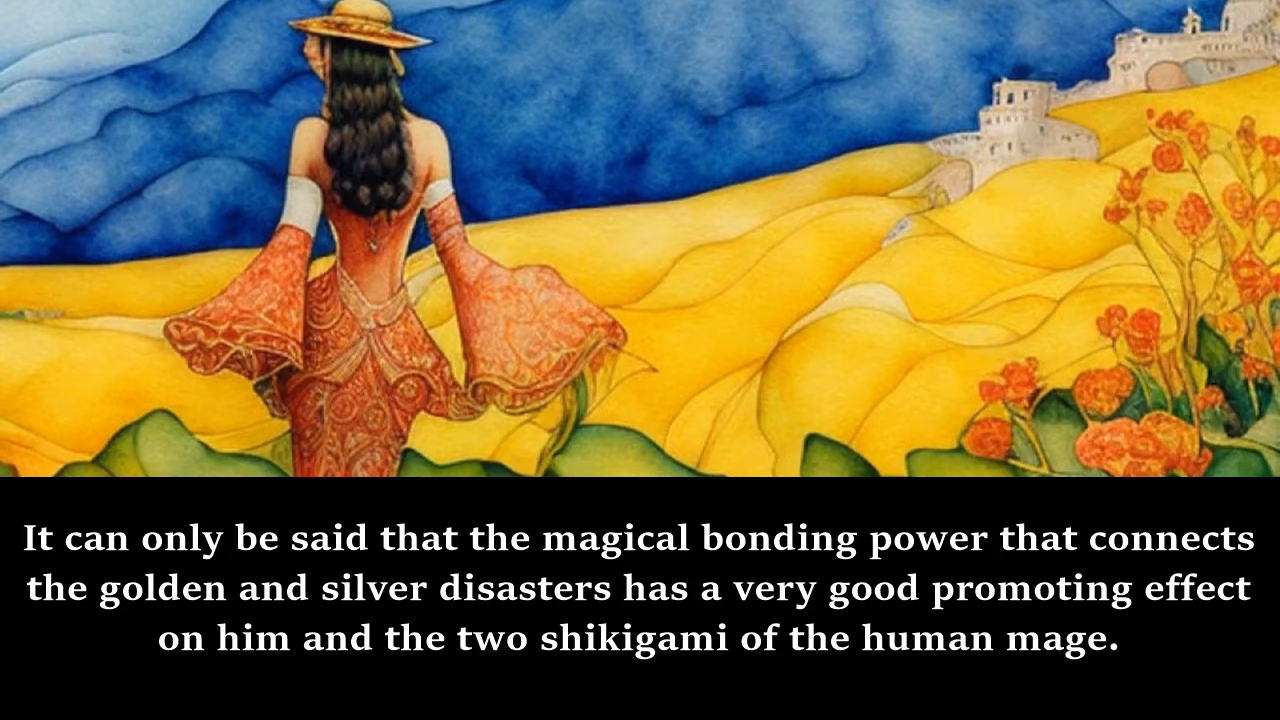 It can only be said that the magical bonding power that connects
the golden and silver disasters has a very good promoting effect
on him and the two shikigami of the human mage.